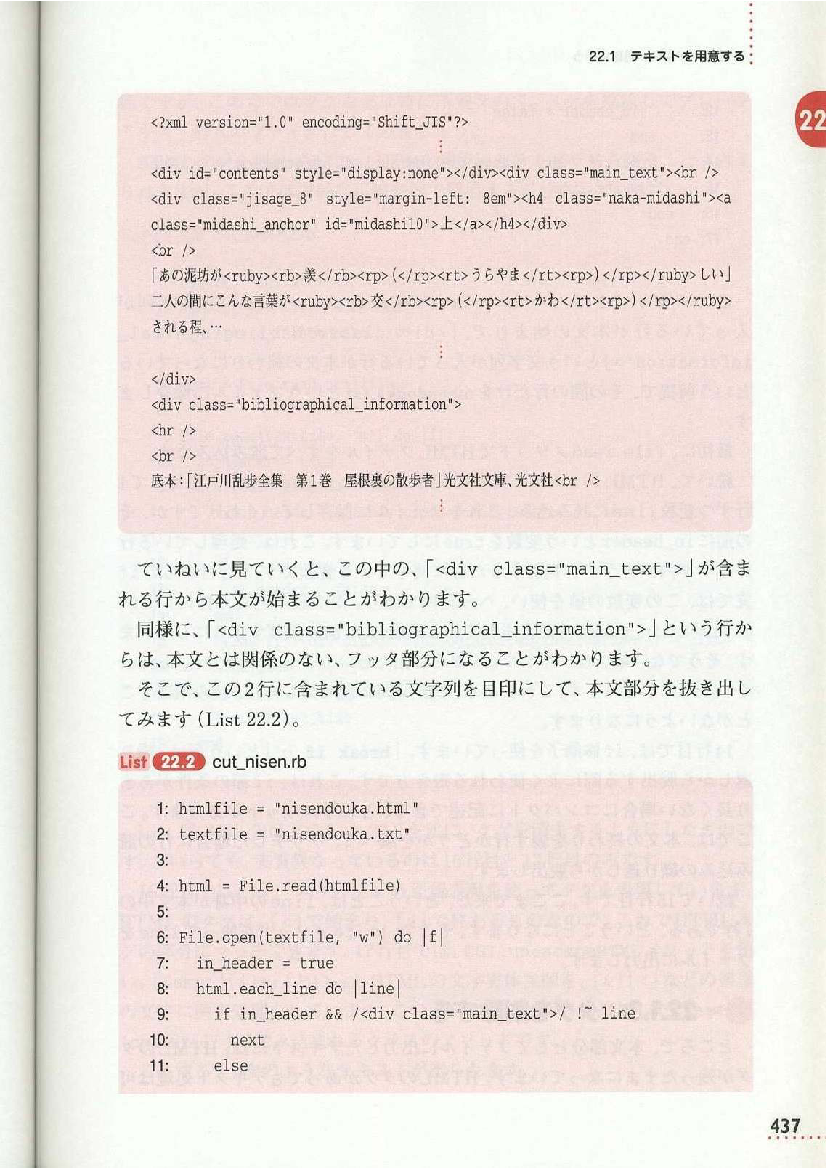 22.1 テキストを用意する
22
<?xml version="1.0" encoding="Shift_JIS"?>
⋮
<div id="contents" style="display:none"></div><div class="main_text"><br />
<div class="jisage_8" style="margin-left: 8em"><h4 class="naka-midashi"><a
class="midashi_anchor" id="midashi10">上</a></h4></div>
<br />
「あの泥坊が<ruby><rb>羨</rb><rp>(</rp><rt>うらやま</rt><rp>)</rp></ruby>しい」
二人の間にこんな言葉が<ruby><rb>交</rb><rp>(</rp><rt>かわ</rt><rp>)</rp></ruby>
される程、…
⋮
</div>
<div class="bibliographical_information">
<hr />
<br />
底本:「江戸川乱歩全集　第1巻　屋根裏の散歩者」光文社文庫、光文社<br />
⋮
ていねいに見ていくと、この中の、「<div class="main_text">」が含ま
れる行から本文が始まることがわかります。
同様に、「<div class="bibliographical_information">」という行か
らは、本文とは関係のない、フッタ部分になることがわかります。
そこで、この2行に含まれている文字列を目印にして、本文部分を抜き出し
てみます(List 22.2)。
List 22.2 cut_nisen.rb
1: htmlfile = "nisendouka.html"
2: textfile = "nisendouka.txt"
3:
4: html = File.read(htmlfile)
5:
6: File.open(textfile, "w") do |f|
7:   in_header = true
8:   html.each_line do |line|
9:     if in_header && /<div class="main_text">/ !~ line
10:       next
11:     else
437